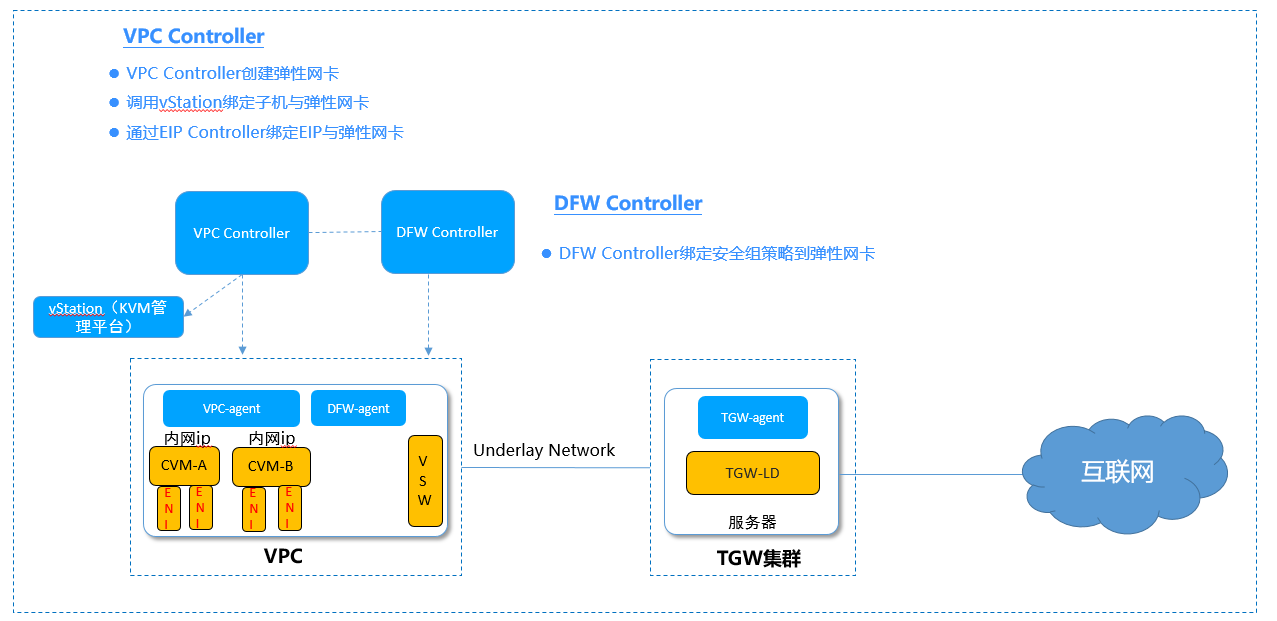 VPC Controller
VPC Controller创建弹性网卡
调用vStation绑定子机与弹性网卡
通过EIP Controller绑定EIP与弹性网卡
DFW Controller
DFW Controller绑定安全组策略到弹性网卡
VPC Controller
DFW Controller
vStation（KVM管
理平台）
VPC-agent
DFW-agent
内网ip
内网ip
CVM-A
CVM-B
ENI
ENI
ENI
ENI
VSW
VPC
Underlay Network
TGW-agent
TGW-LD
服务器
TGW集群
互联网